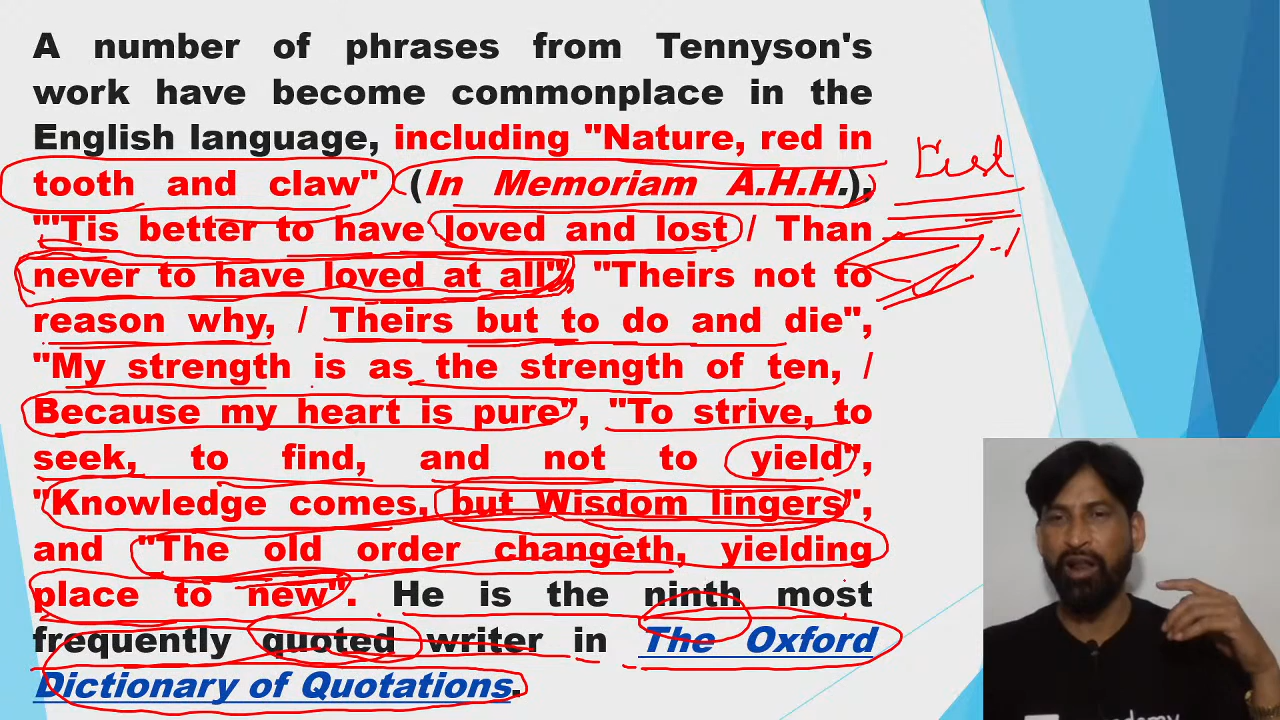 A number of phrases from Tennyson's
work have become commonplace in the
English language, including "Nature, red in
tooth and claw" (In Memoriam A.H.H.),
"'Tis better to have loved and lost / Than
never to have loved at all", "Theirs not to
reason why, / Theirs but to do and die",
"My strength is as the strength of ten, /
Because my heart is pure", "To strive, to
seek, to find, and not to yield",
"Knowledge comes, but Wisdom lingers",
and "The old order changeth, yielding
place to new". He is the ninth most
frequently quoted writer in The Oxford
Dictionary of Quotations.